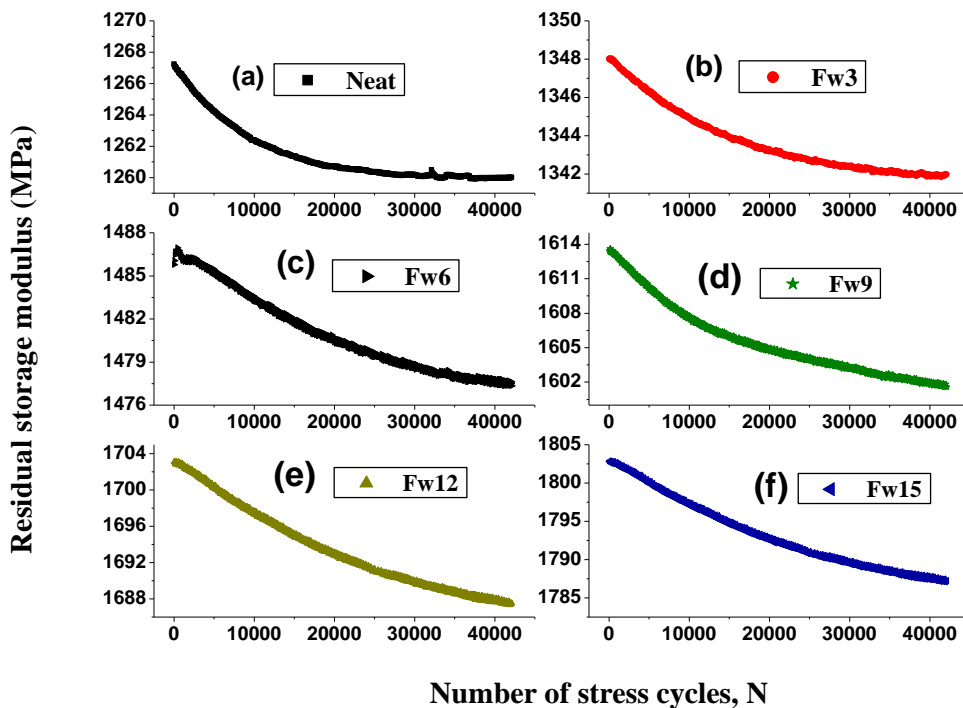 Residual storage modulus (MPa)
1270
1268
1266
1264
1262
1260
(a) Neat
0 10000 20000 30000 40000
1350
1348
1346
1344
1342
(b) Fw3
0 10000 20000 30000 40000
1488
1485
1482
1479
1476
(c) Fw6
0 10000 20000 30000 40000
1614
1611
1608
1605
1602
(d) Fw9
0 10000 20000 30000 40000
1704
1700
1696
1692
1688
(e) Fw12
0 10000 20000 30000 40000
1805
1800
1795
1790
1785
(f) Fw15
0 10000 20000 30000 40000
Number of stress cycles, N